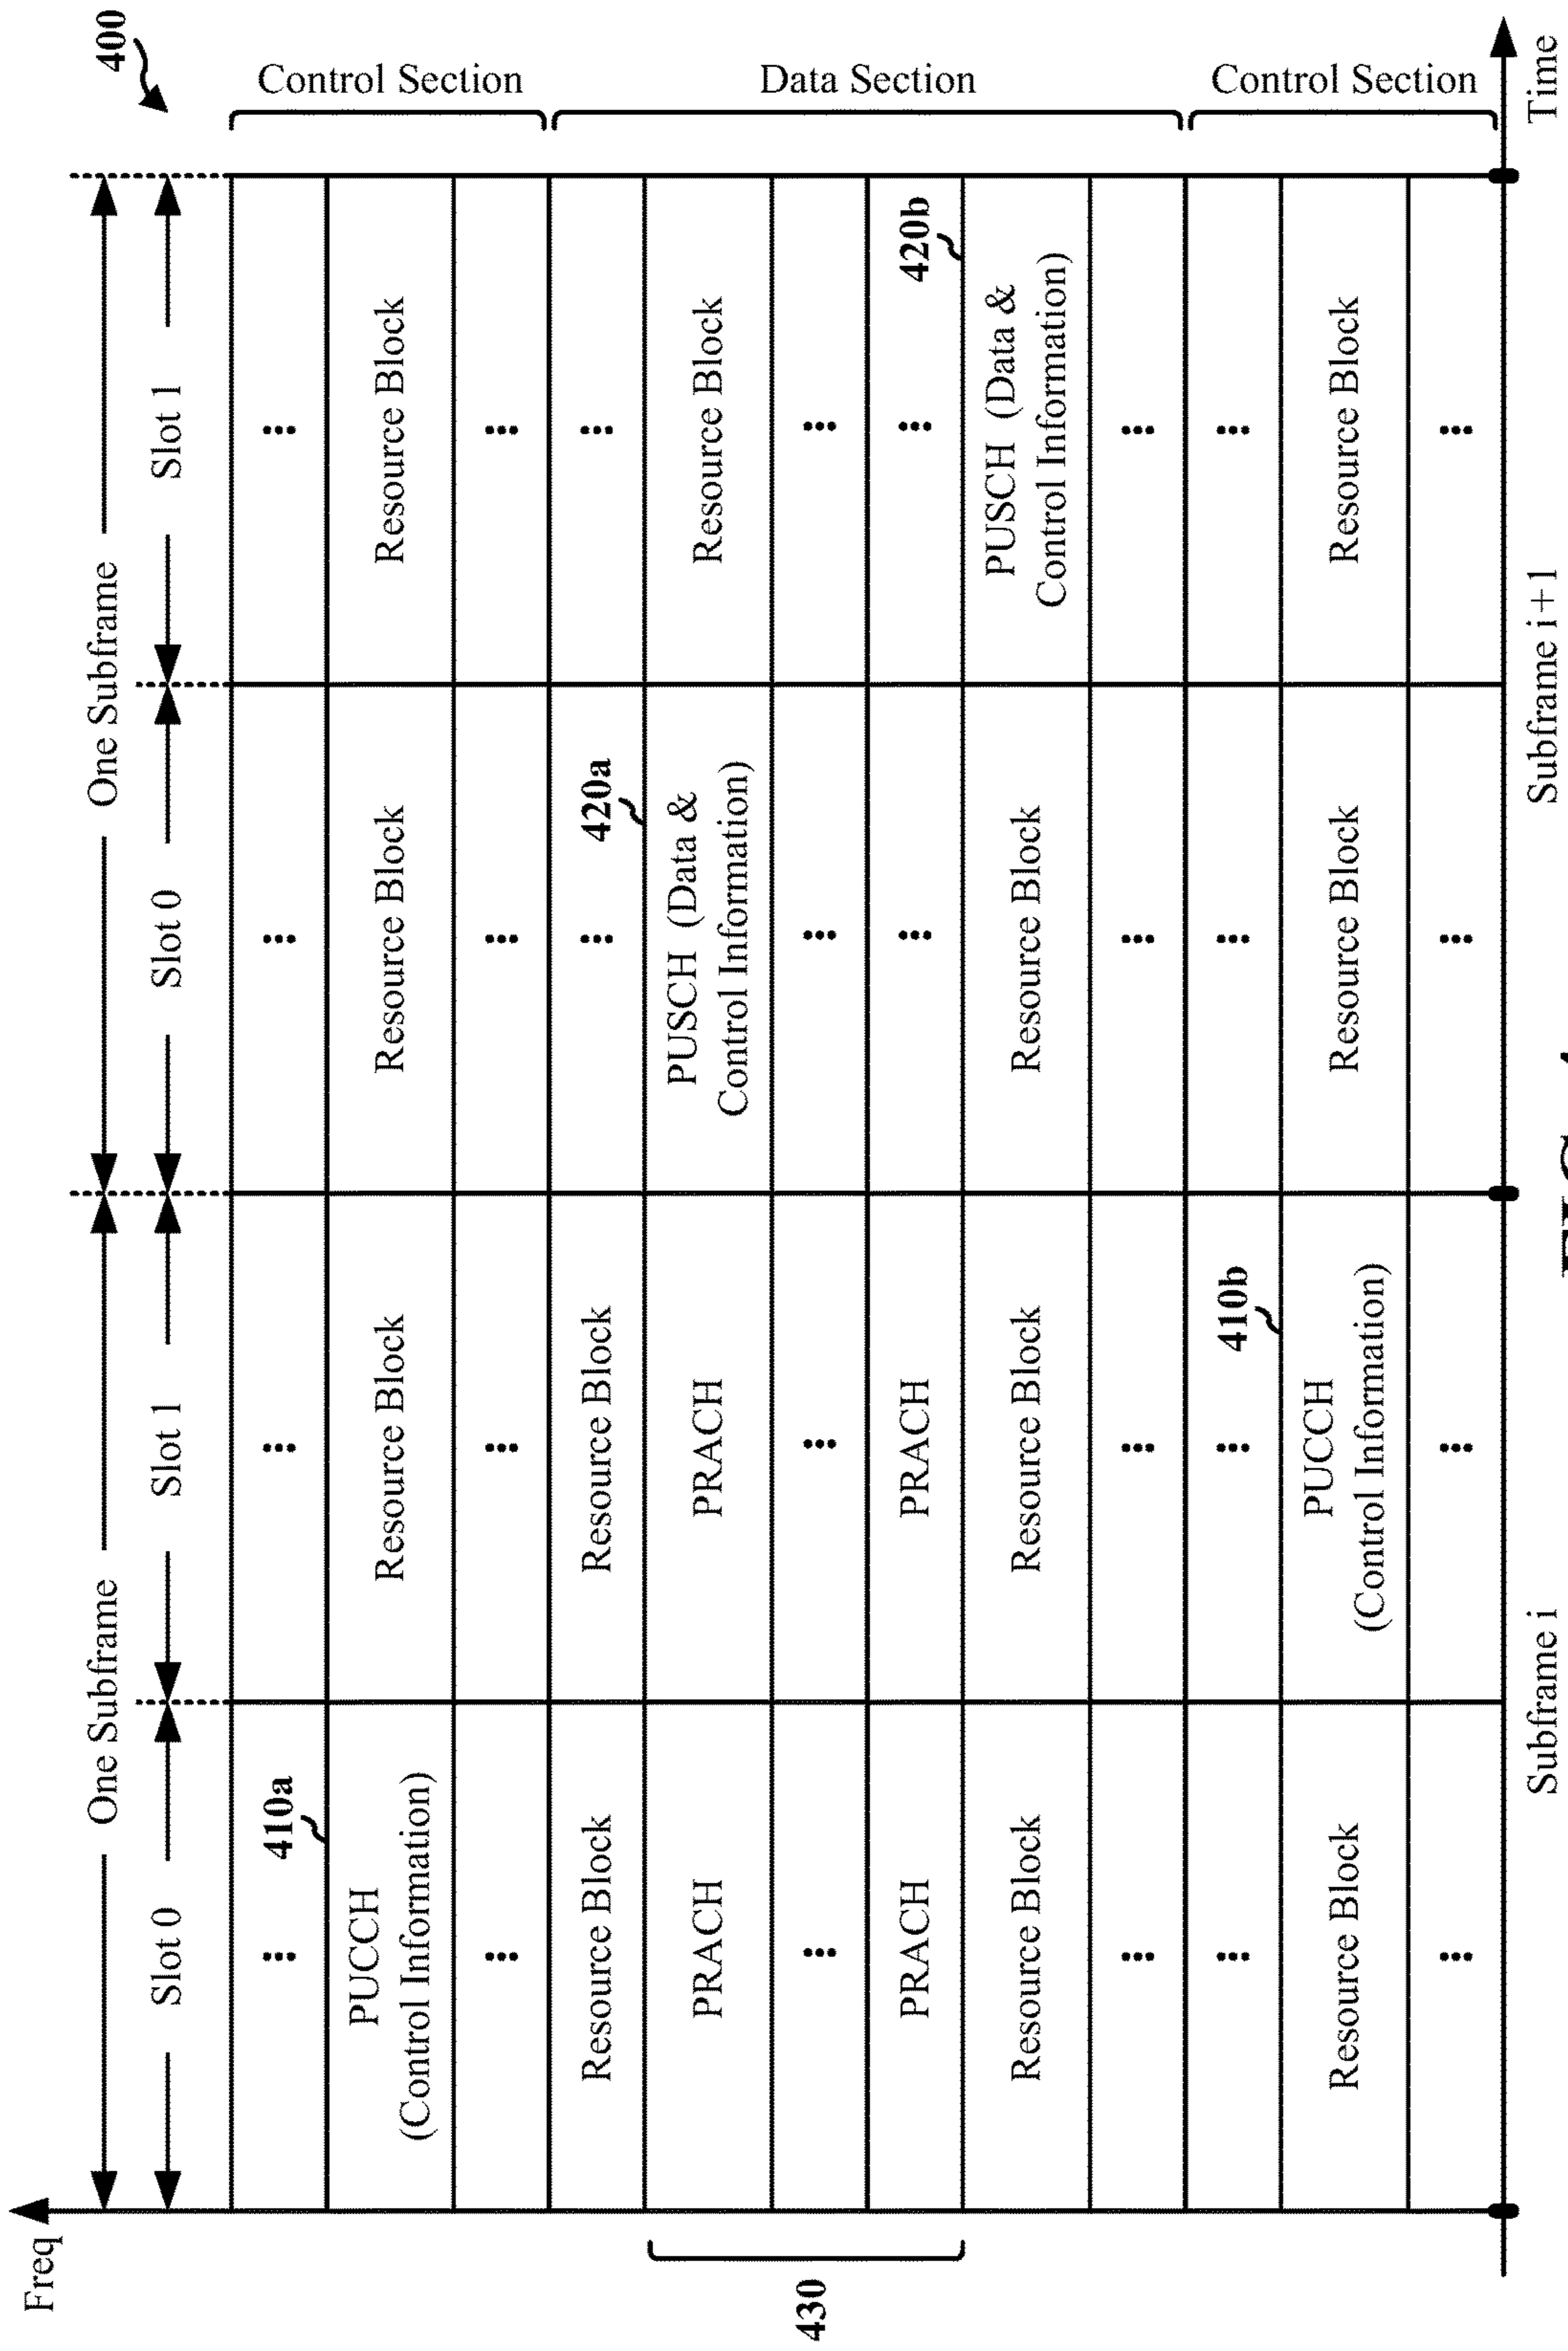 400
One Subframe
One Subframe
Slot 0
Slot 1
Slot 0
Slot 1
Freq
Control Section
Data Section
Control Section
410a
⋮
⋮
⋮
⋮
PUCCH
(Control Information)
Resource Block
Resource Block
Resource Block
⋮
⋮
⋮
⋮
Resource Block
Resource Block
⋮
420a
⋮
430
PRACH
PRACH
PUSCH (Data &
Control Information)
Resource Block
⋮
⋮
⋮
⋮
PRACH
PRACH
⋮
⋮
420b
Resource Block
Resource Block
Resource Block
PUSCH (Data &
Control Information)
⋮
⋮
⋮
⋮
⋮
⋮
410b
⋮
⋮
Resource Block
PUCCH
(Control Information)
Resource Block
Resource Block
⋮
⋮
⋮
⋮
Subframe i
Subframe i+1
Time